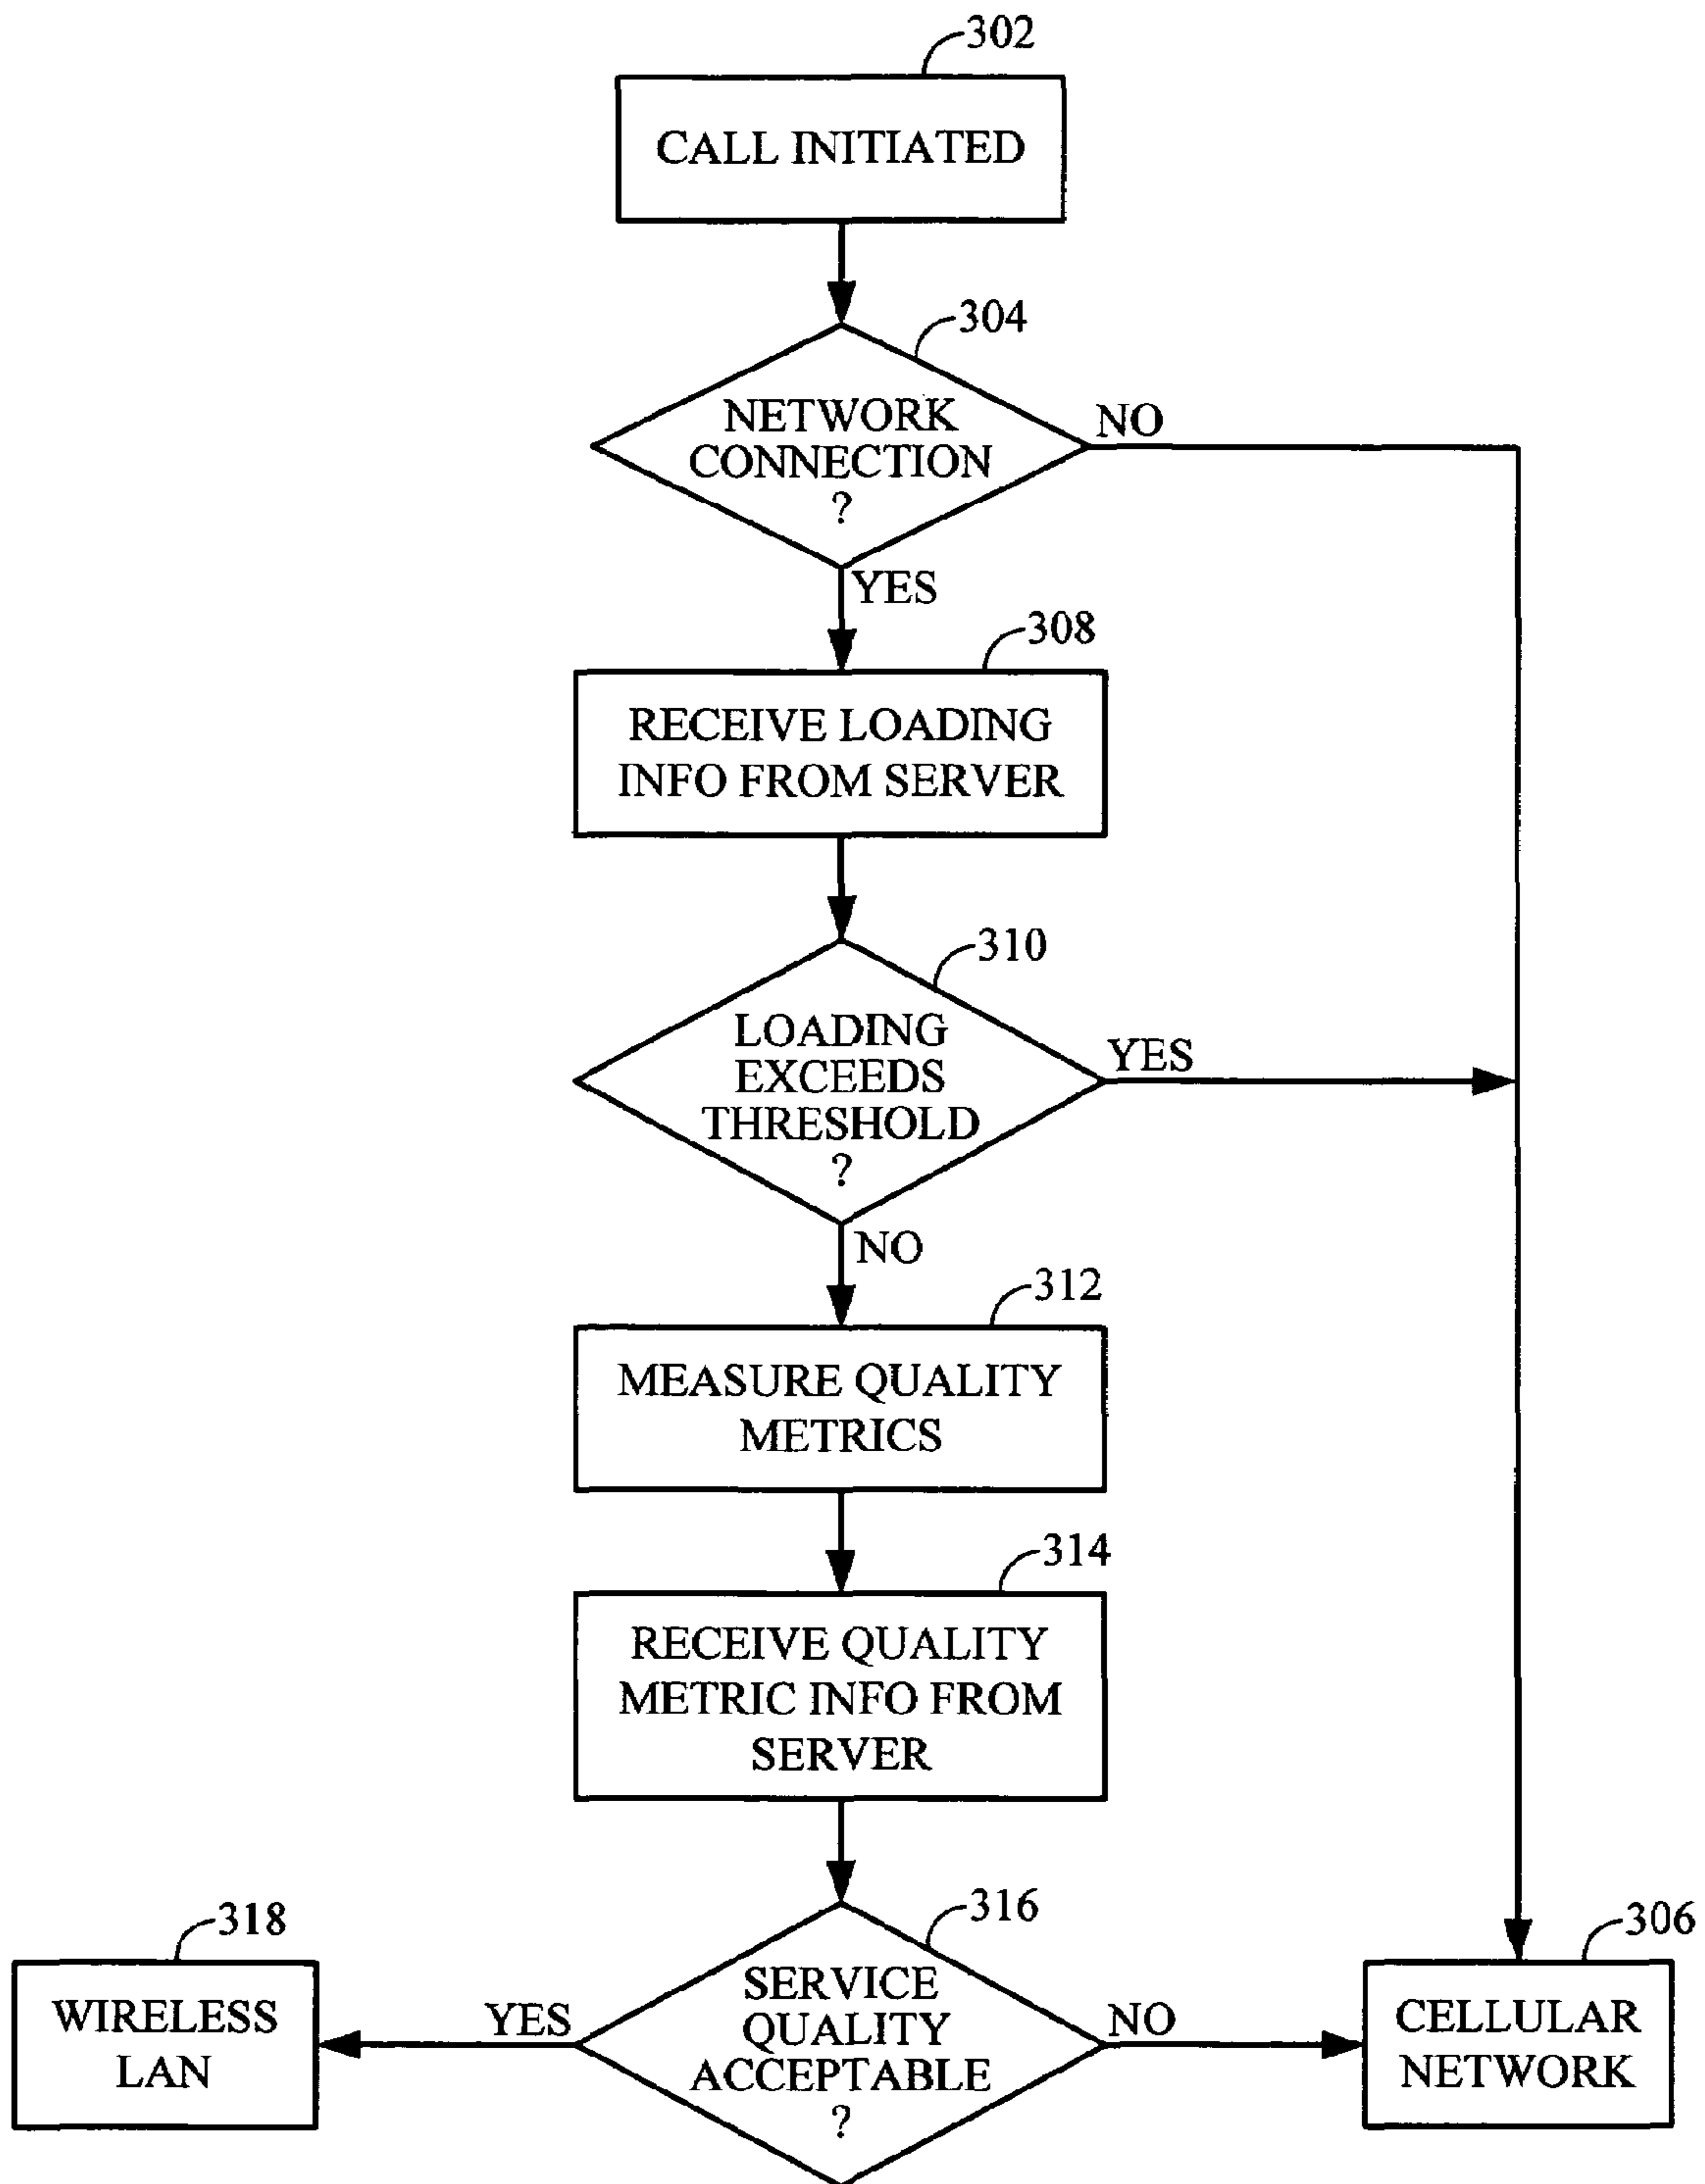 302
CALL INITIATED
304
NETWORK
CONNECTION
?
NO
YES
308
RECEIVE LOADING
INFO FROM SERVER
310
LOADING
EXCEEDS
THRESHOLD
?
YES
NO
312
MEASURE QUALITY
METRICS
314
RECEIVE QUALITY
METRIC INFO FROM
SERVER
316
SERVICE
QUALITY
ACCEPTABLE
?
YES
NO
318
WIRELESS
LAN
306
CELLULAR
NETWORK